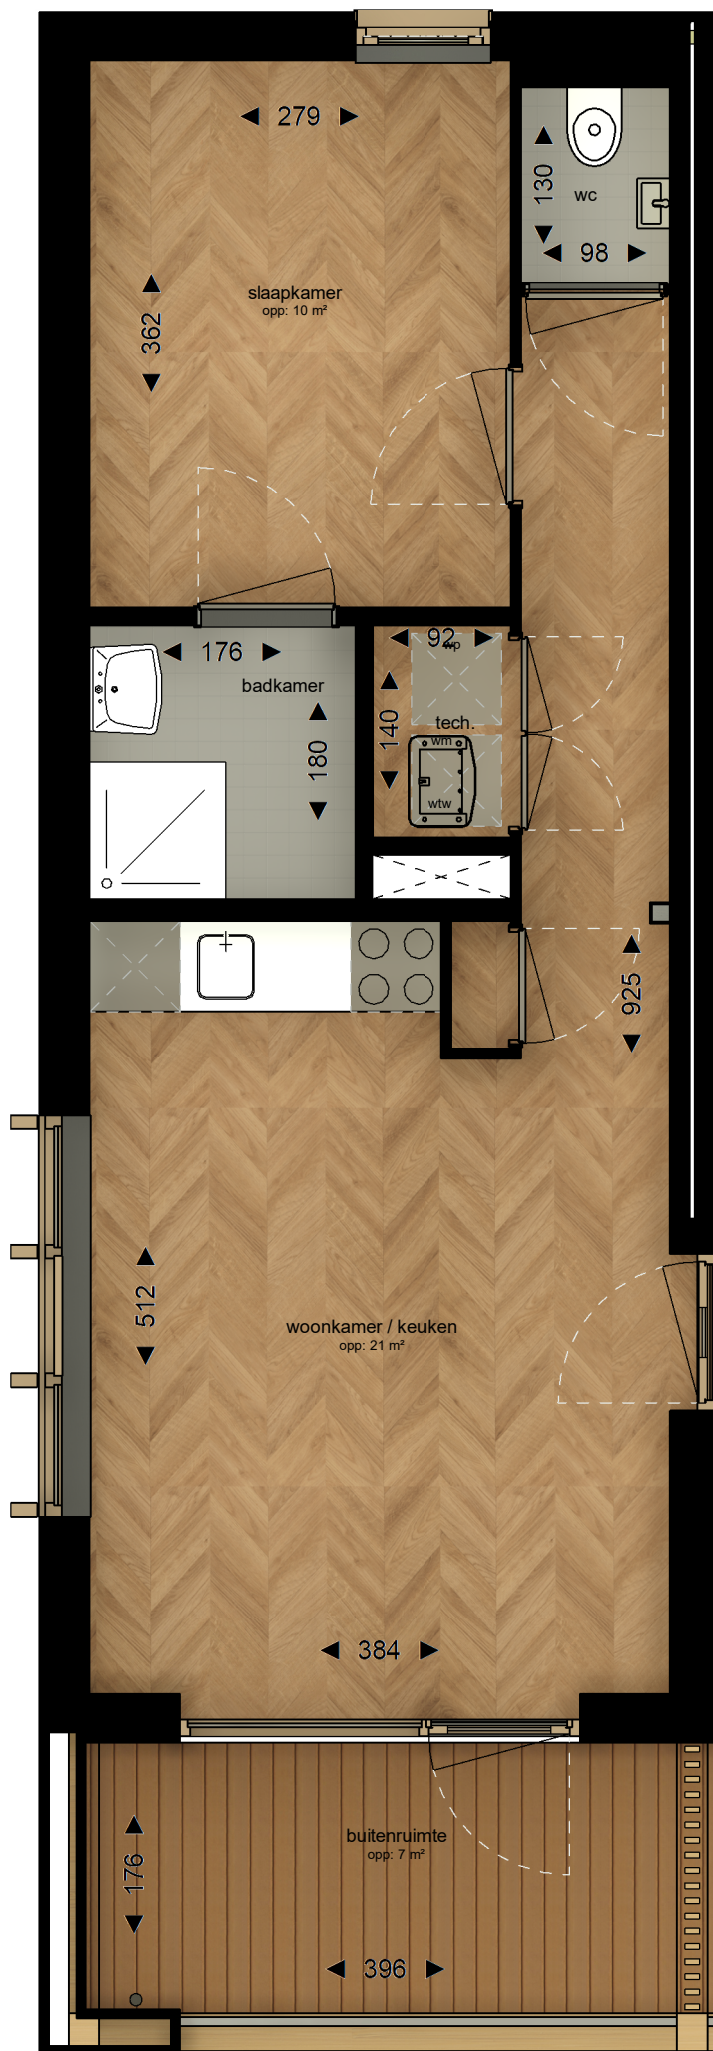 279
130
wc
98
slaapkamer
opp: 10 m²
362
92
wp
176
badkamer
140
tech.
wm
180
wtw
925
512
woonkamer / keuken
opp: 21 m²
384
buitenruimte
opp: 7 m²
176
396